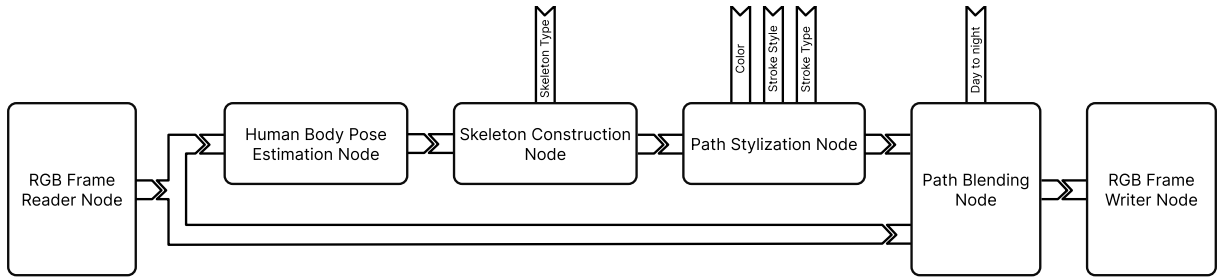 Skeleton Type
Color
Stroke Style
Stroke Type
Day to night
RGB Frame
Reader Node
Human Body Pose
Estimation Node
Skeleton Construction
Node
Path Stylization Node
Path Blending
Node
RGB Frame
Writer Node